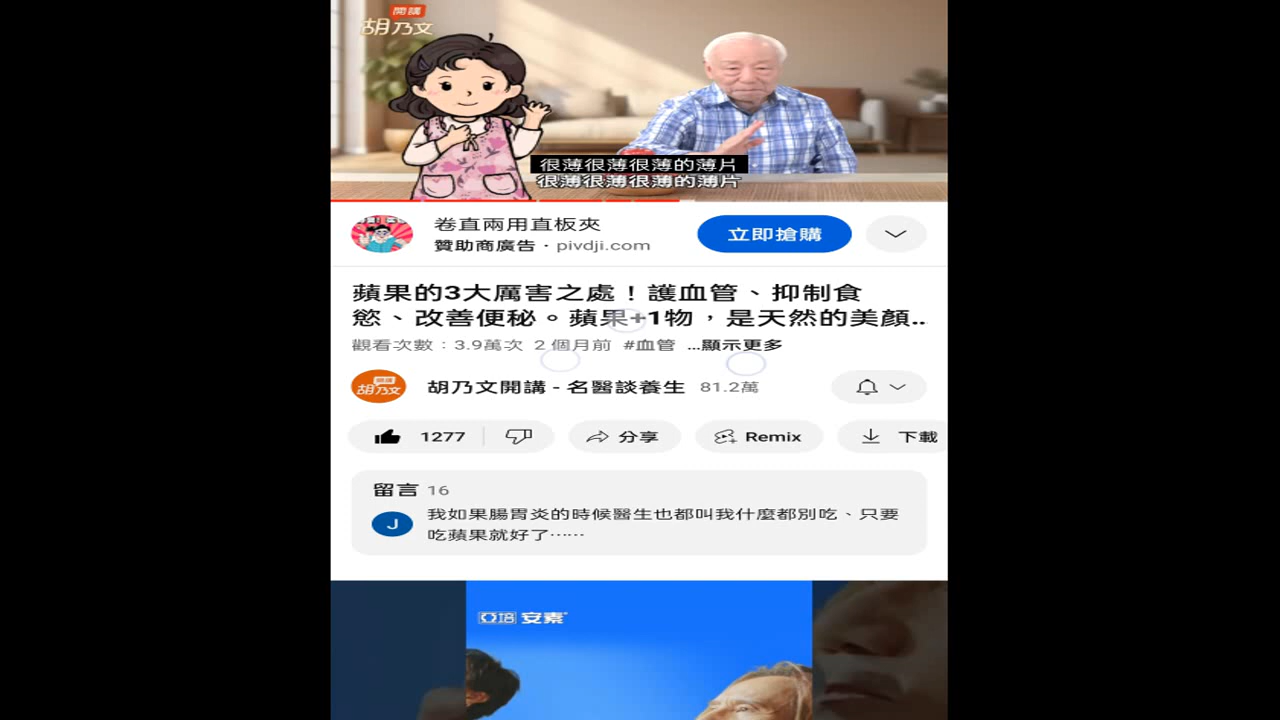 開講
胡乃文
很薄很薄很薄的薄片
很薄很薄很薄的薄片
卷直兩用直板夾
贊助商廣告・pivdji.com
立即搶購
蘋果的3大厲害之處！護血管、抑制食
慾、改善便秘。蘋果+1物，是天然的美顏..
觀看次數：3.9萬次 2 個月前 #血管 ...顯示更多
開講
胡乃文
胡乃文開講 - 名醫談養生 81.2萬
1277
分享
Remix
下載
留言 16
J
我如果腸胃炎的時候醫生也都叫我什麼都別吃、只要
吃蘋果就好了⋯⋯
亞培 安素